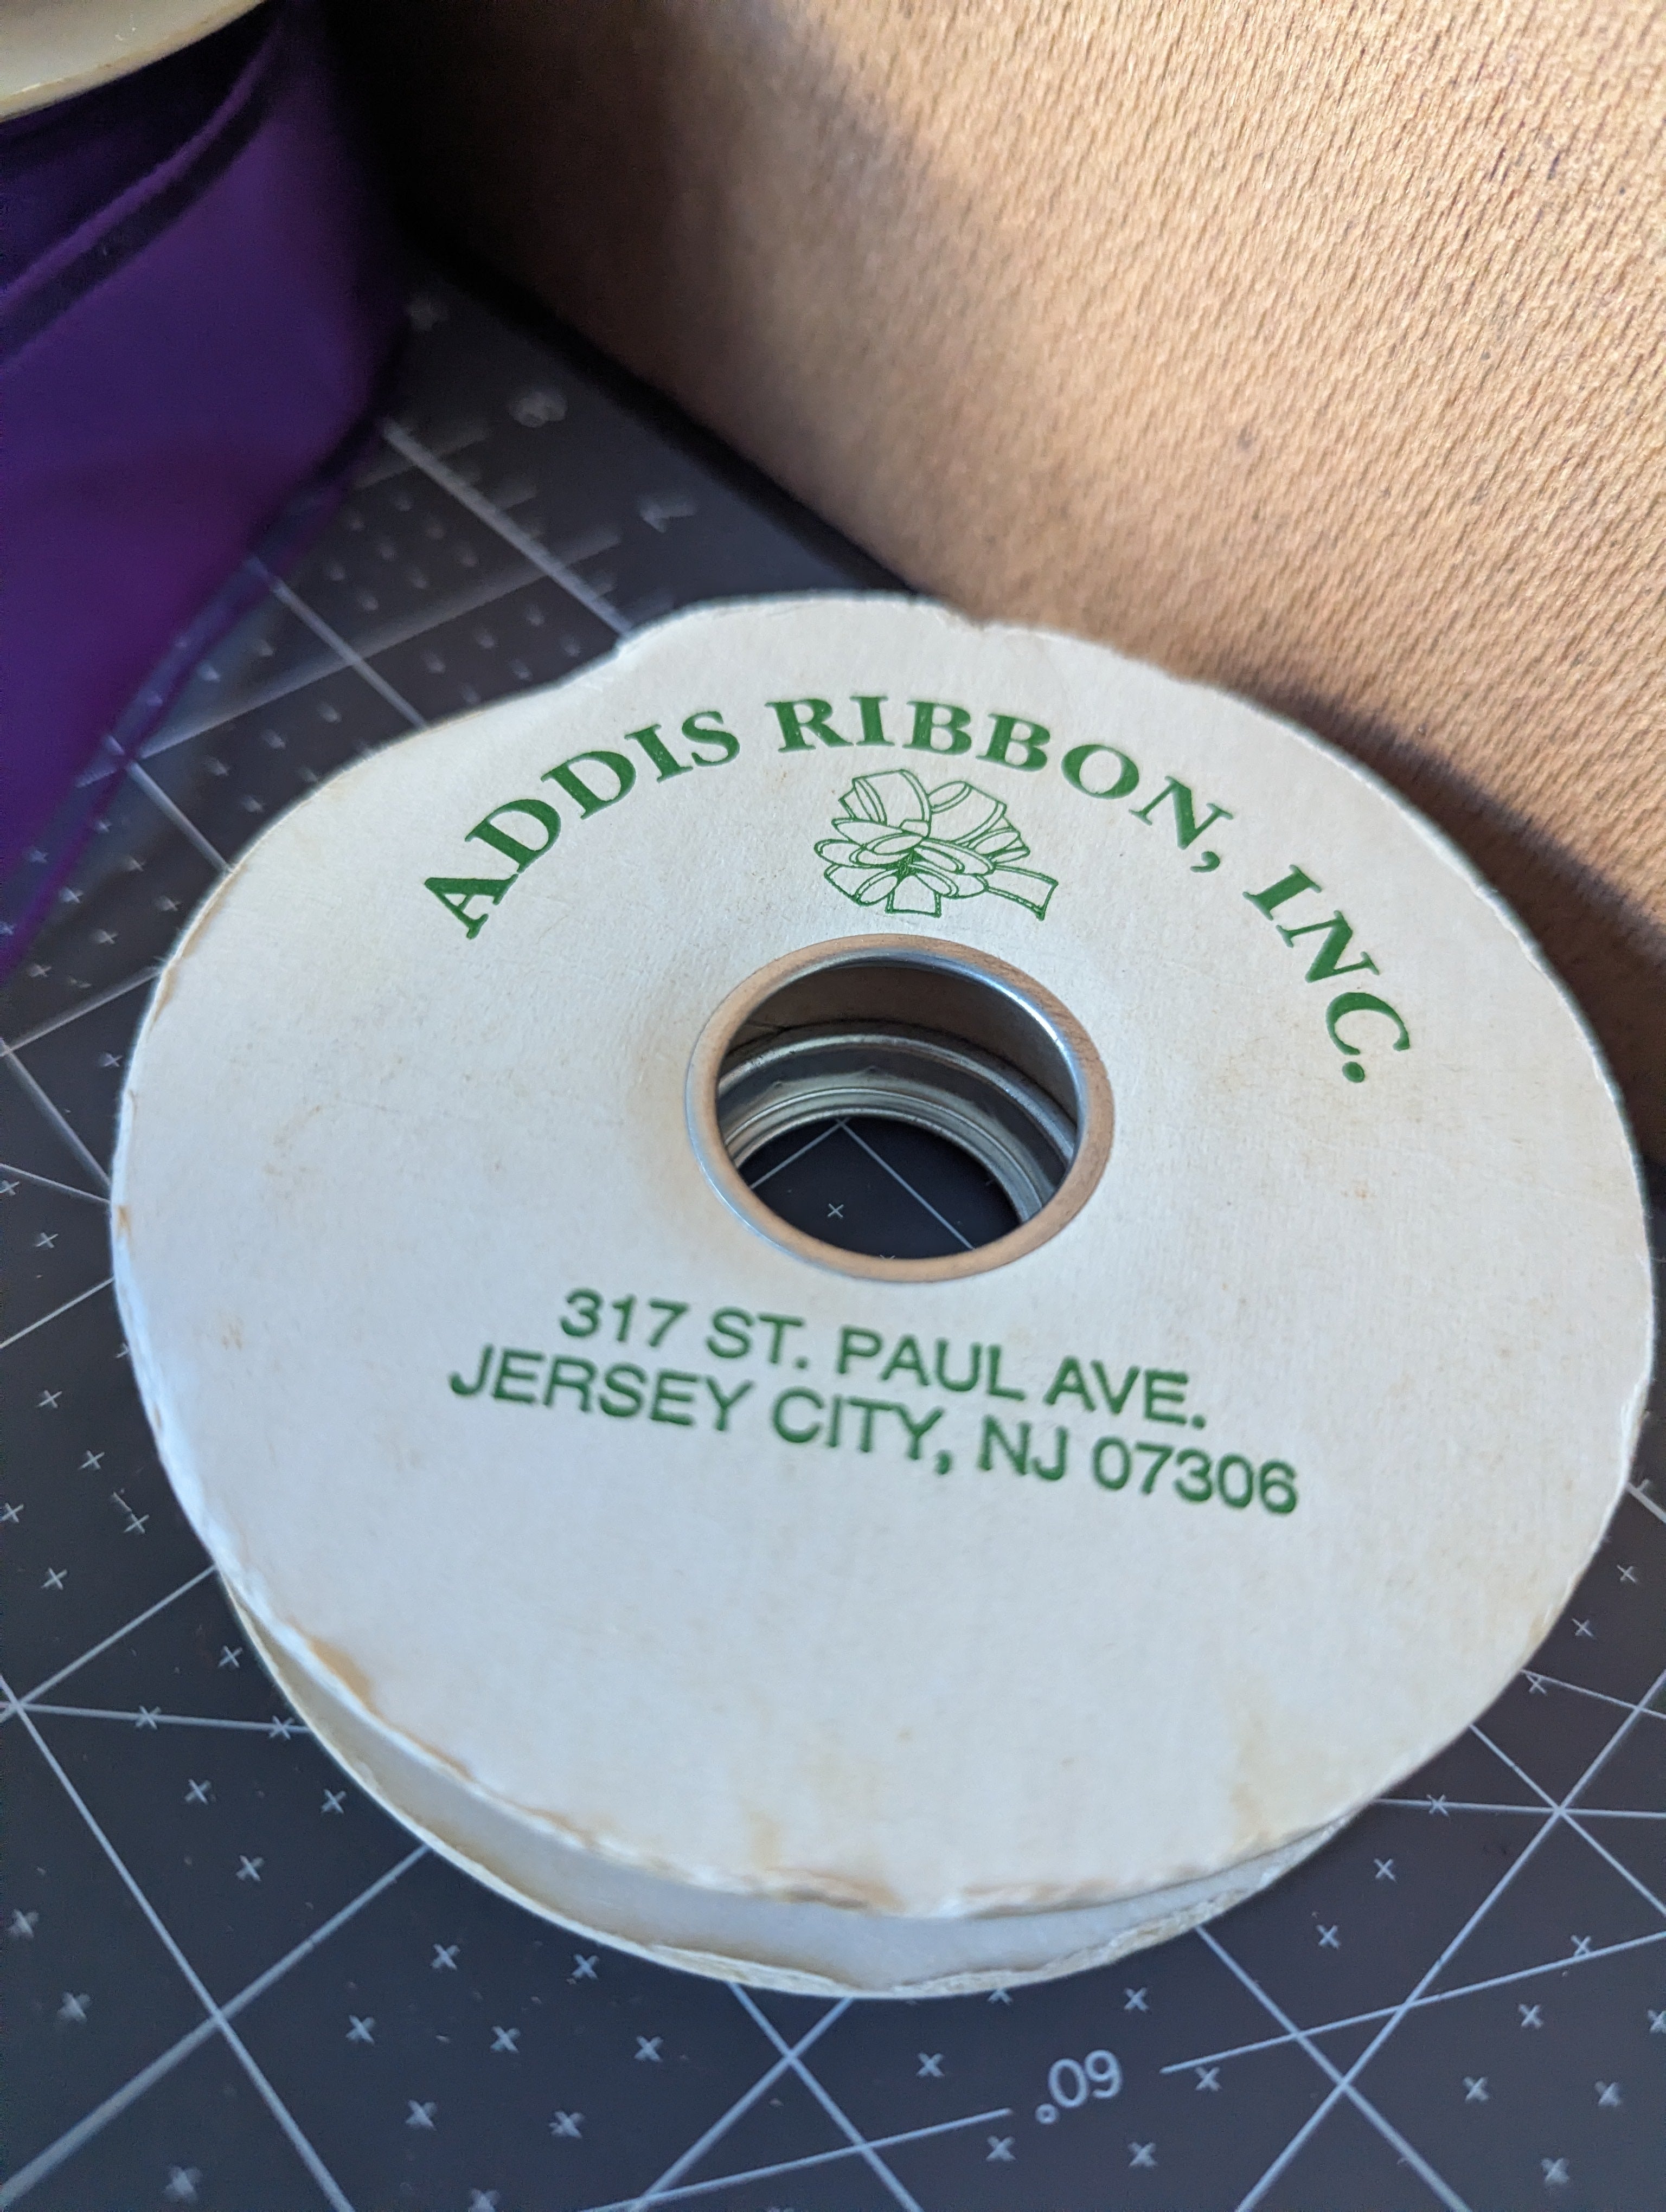 ADDIS RIBBON, INC.
317 ST. PAUL AVE.
JERSEY CITY, NJ 07306
60°